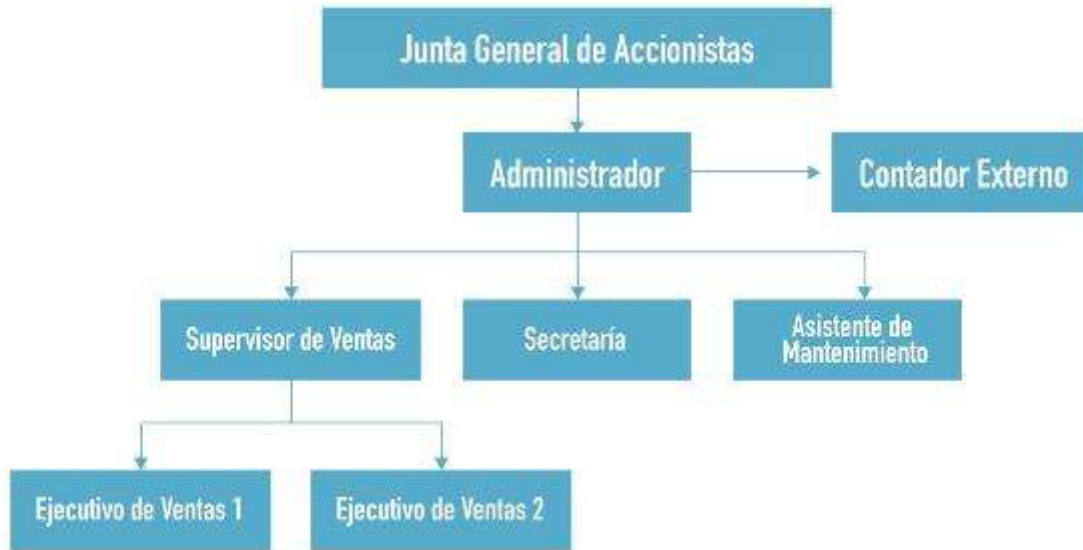 Junta General de Accionistas
Administrador
Contador Externo
Supervisor de Ventas
Secretaría
Asistente de
Mantenimiento
Ejecutivo de Ventas 1
Ejecutivo de Ventas 2